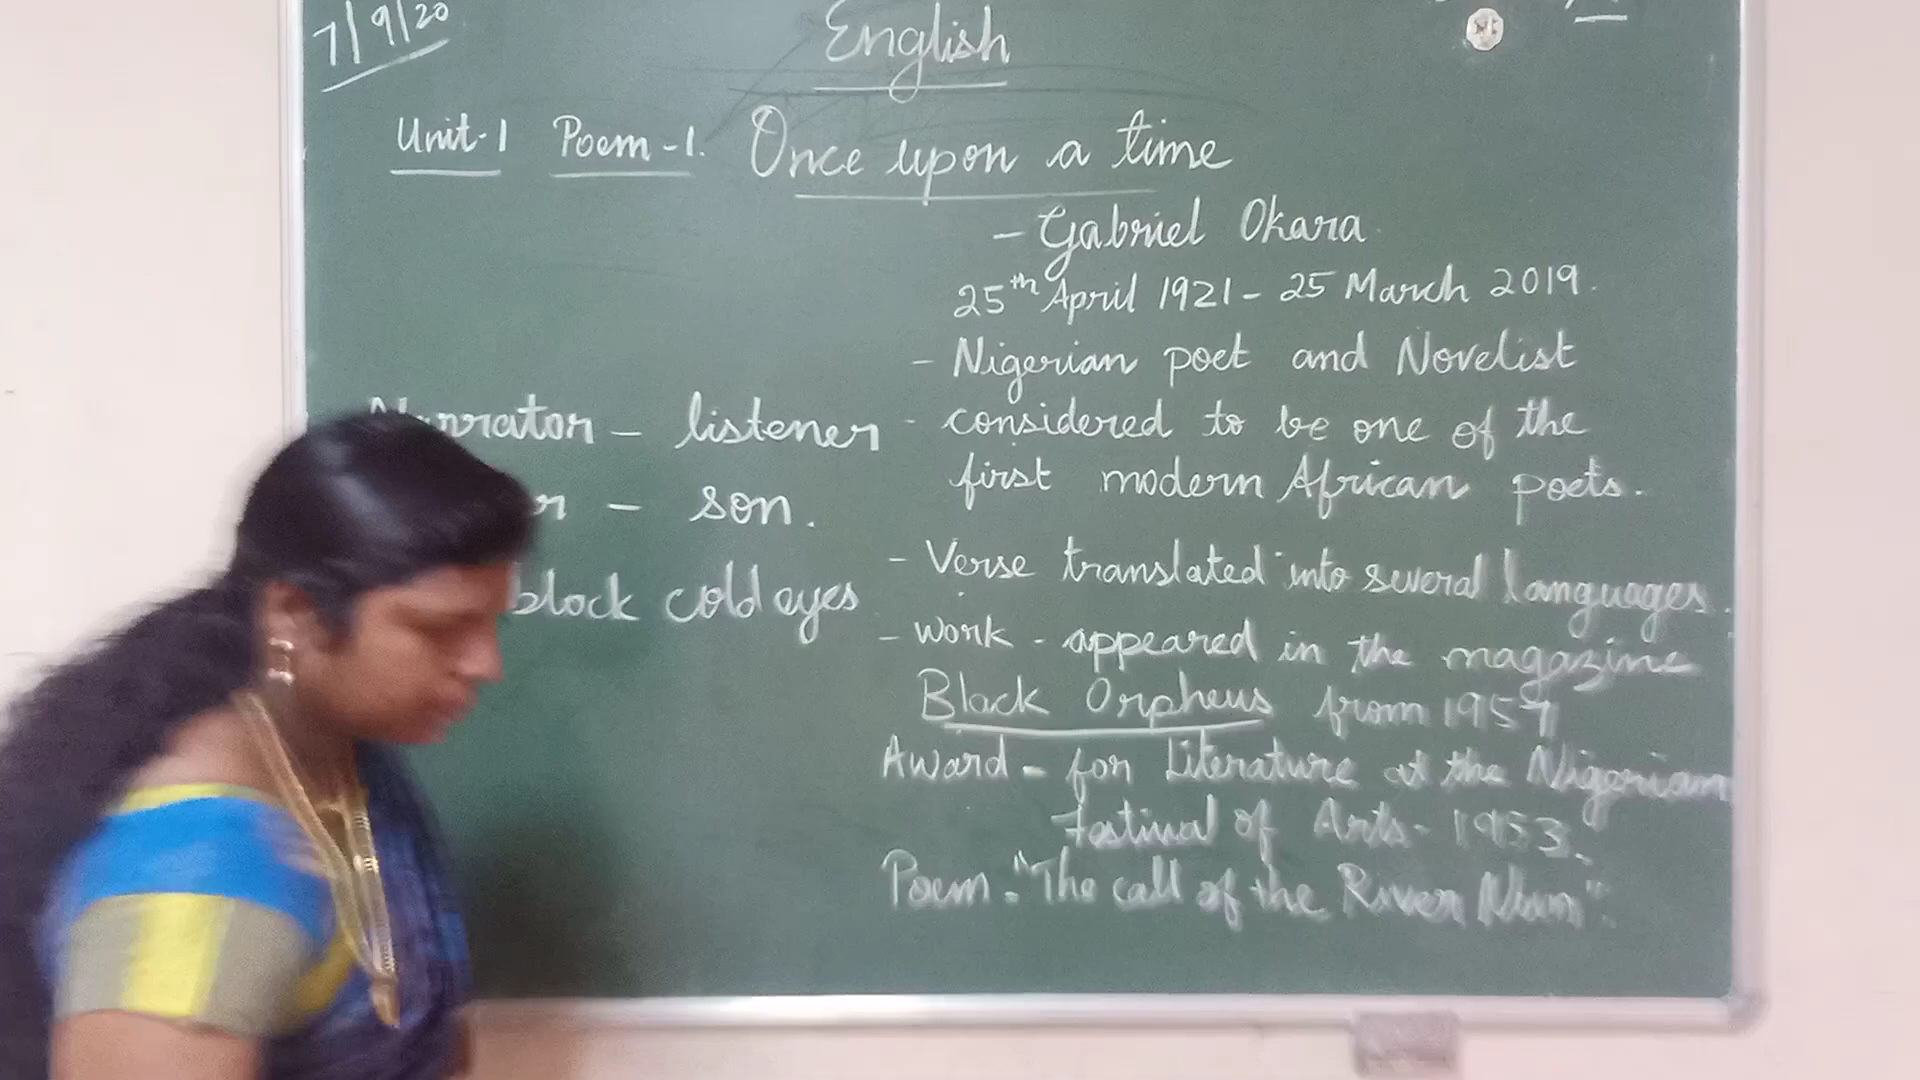 7/9/20
English
Unit-1 Poem-1. Once upon a time
- Gabriel Okara
25th April 1921 - 25 March 2019.
- Nigerian poet and Novelist
Narrator - listener
- considered to be one of the
first modern African poets.
- son.
- Verse translated into several languages.
block cold eyes
- Work - appeared in the magazine
Black Orpheus from 1957
Award - for Literature at the Nigerian
Festival of Arts - 1953.
Poem - "The call of the River Nun".